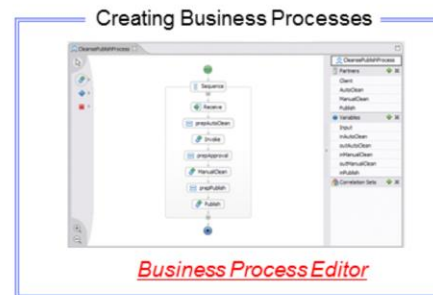 Creating Business Processes
CleansePublishProcess
CleansePublishProcess
Sequence
Receive
prepAutoClean
Invoke
prepApproval
ManualClean
prepPublish
Publish
Partners
Client
AutoClean
ManualClean
Publish
Variables
Input
inAutoClean
outAutoClean
inManualClean
outManualClean
inPublish
Correlation Sets
Business Process Editor